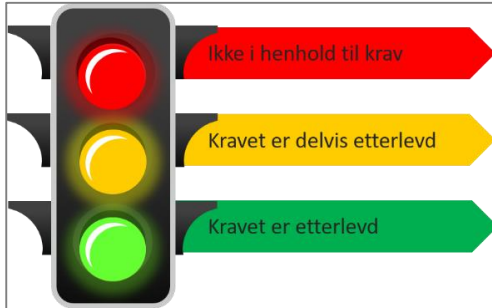 Ikke i henhold til krav
Kravet er delvis etterlevd
Kravet er etterlevd